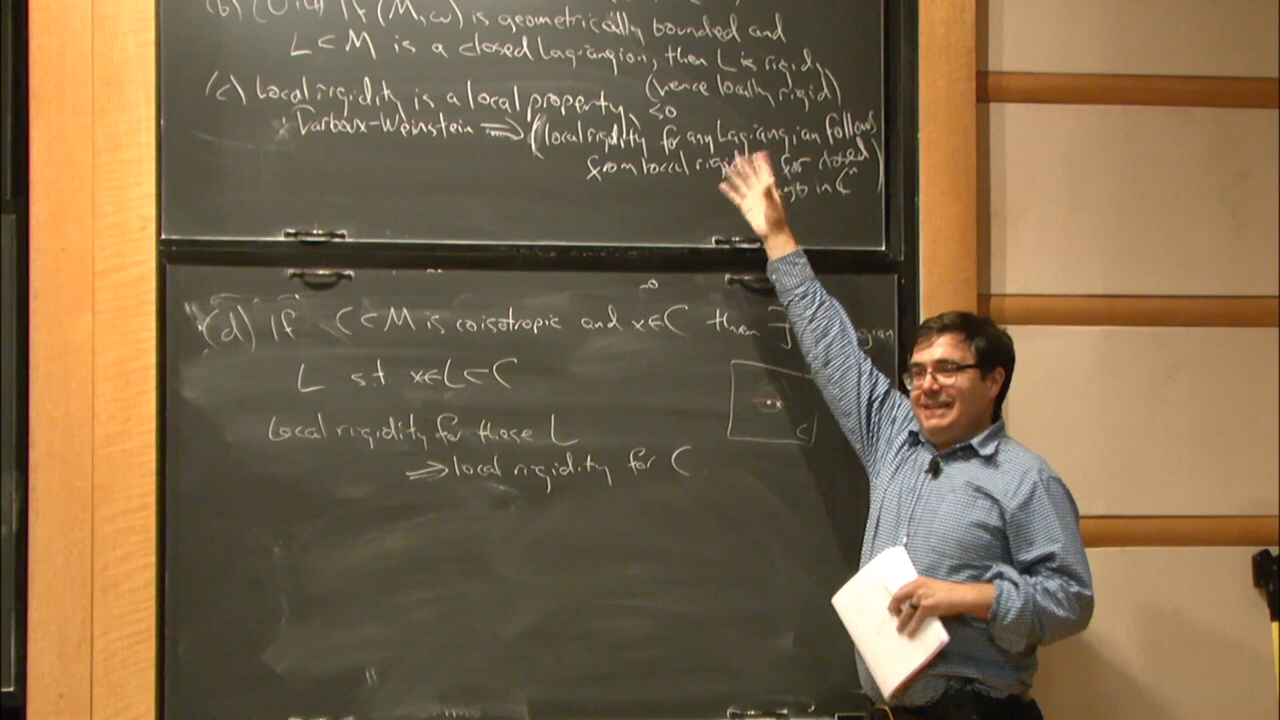 (b) If (M, ω) is geometrically bounded and
L ⊂ M is a closed Lagrangian, then L is rigid
(hence locally rigid)
(c) Local rigidity is a local property
so
Darboux-Weinstein ⇒ (local rigidity for any Lagrangian follows
from local rigidity for closed
in ℂⁿ)
(d) If C ⊂ M is coisotropic and x ∈ C then ∃
L s.t. x ∈ L ⊂ C
x
C
Local rigidity for these L
⇒ local rigidity for C